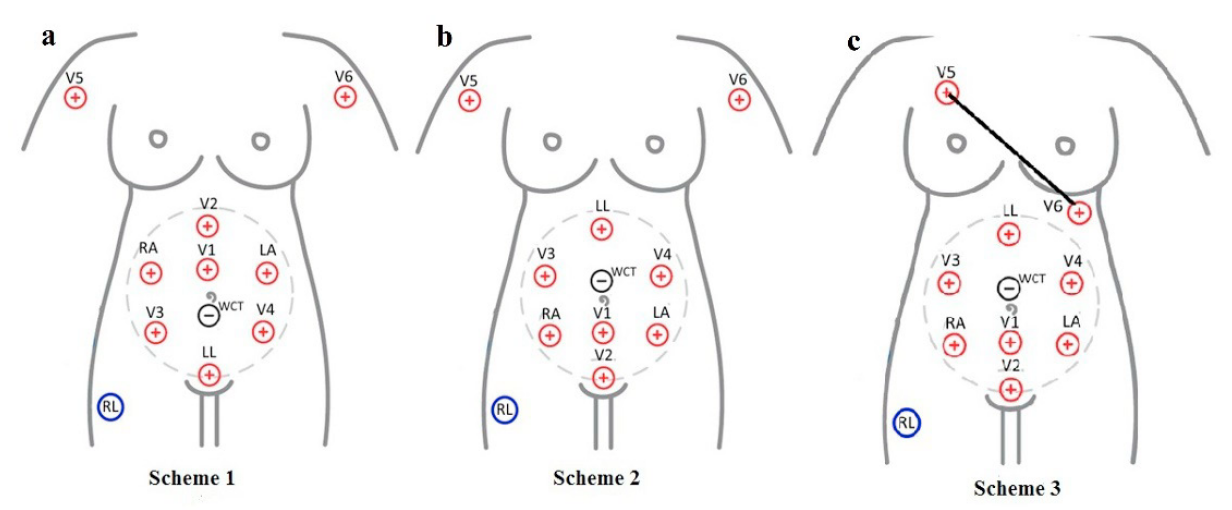 a
V5
V6
V2
RA
V1
LA
WCT
V3
V4
LL
RL
Scheme 1
b
V5
V6
LL
V3
V4
WCT
RA
V1
LA
V2
RL
Scheme 2
c
V5
V6
LL
V3
V4
WCT
RA
V1
LA
V2
RL
Scheme 3